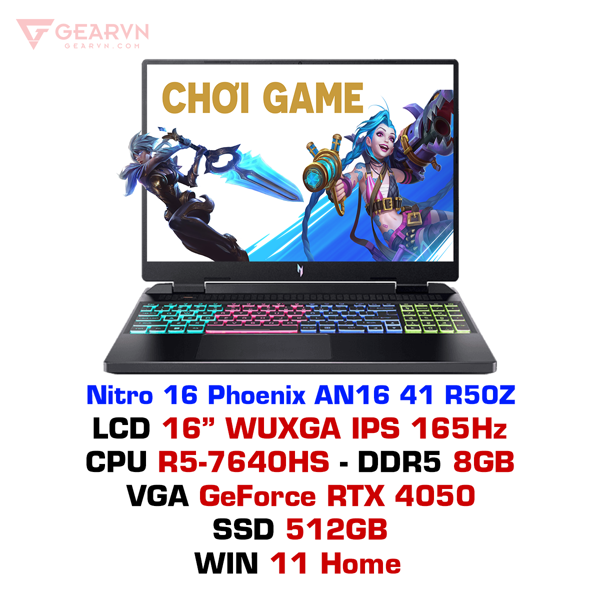 GEARVN
GEARVN.COM
CHƠI GAME
Nitro 16 Phoenix AN16 41 R50Z
LCD 16” WUXGA IPS 165Hz
CPU R5-7640HS - DDR5 8GB
VGA GeForce RTX 4050
SSD 512GB
WIN 11 Home